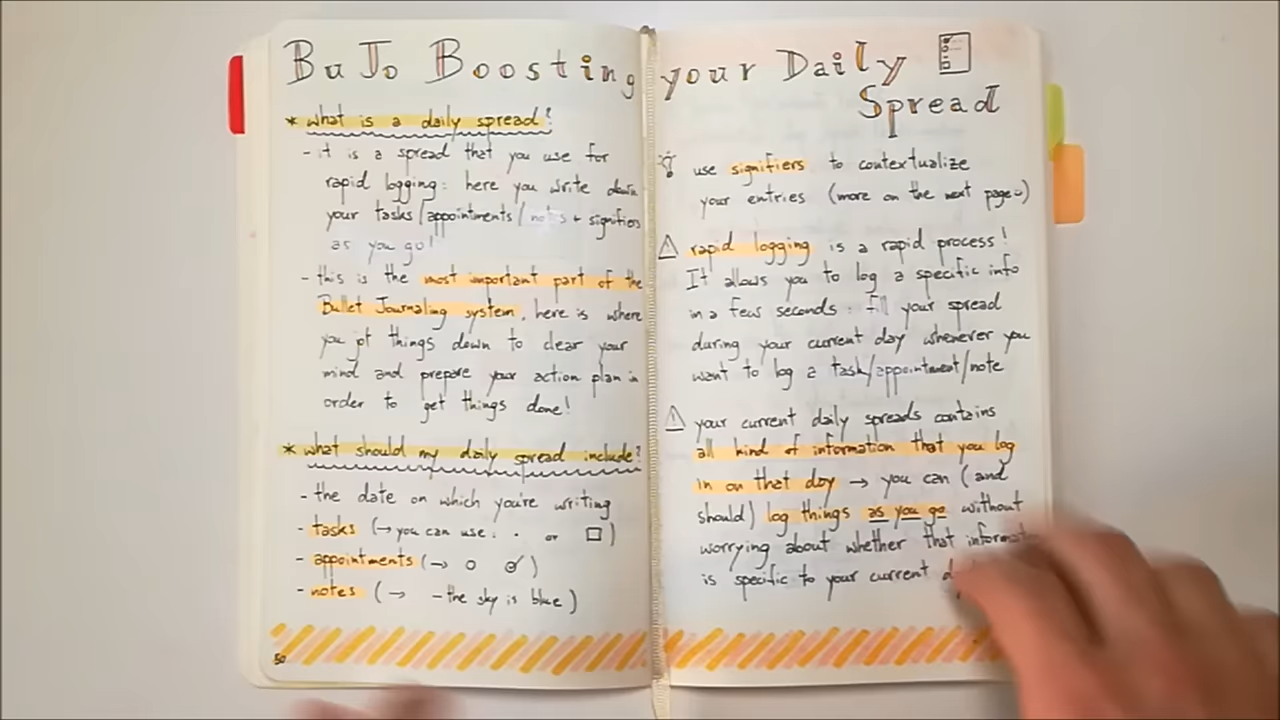 BuJo Boosting your Daily
Spread
* what is a daily spread?
- it is a spread that you use for
rapid logging: here you write down
your tasks/appointments/notes + signifiers
as you go!
- this is the most important part of the
Bullet Journaling system, here is where
you jot things down to clear your
mind and prepare your action plan in
order to get things done!
* what should my daily spread include?
- the date on which you're writing
- tasks (→ you can use: · or □)
- appointments (→ o )
- notes (→ - the sky is blue)
50
use signifiers to contextualize
your entries (more on the next page)
rapid logging is a rapid process!
It allows you to log a specific info
in a few seconds: fill your spread
during your current day whenever you
want to log a task/appointment/note
your current daily spreads contains
all kind of information that you log
in on that day → you can (and
should) log things as you go without
worrying about whether that
is specific to your current